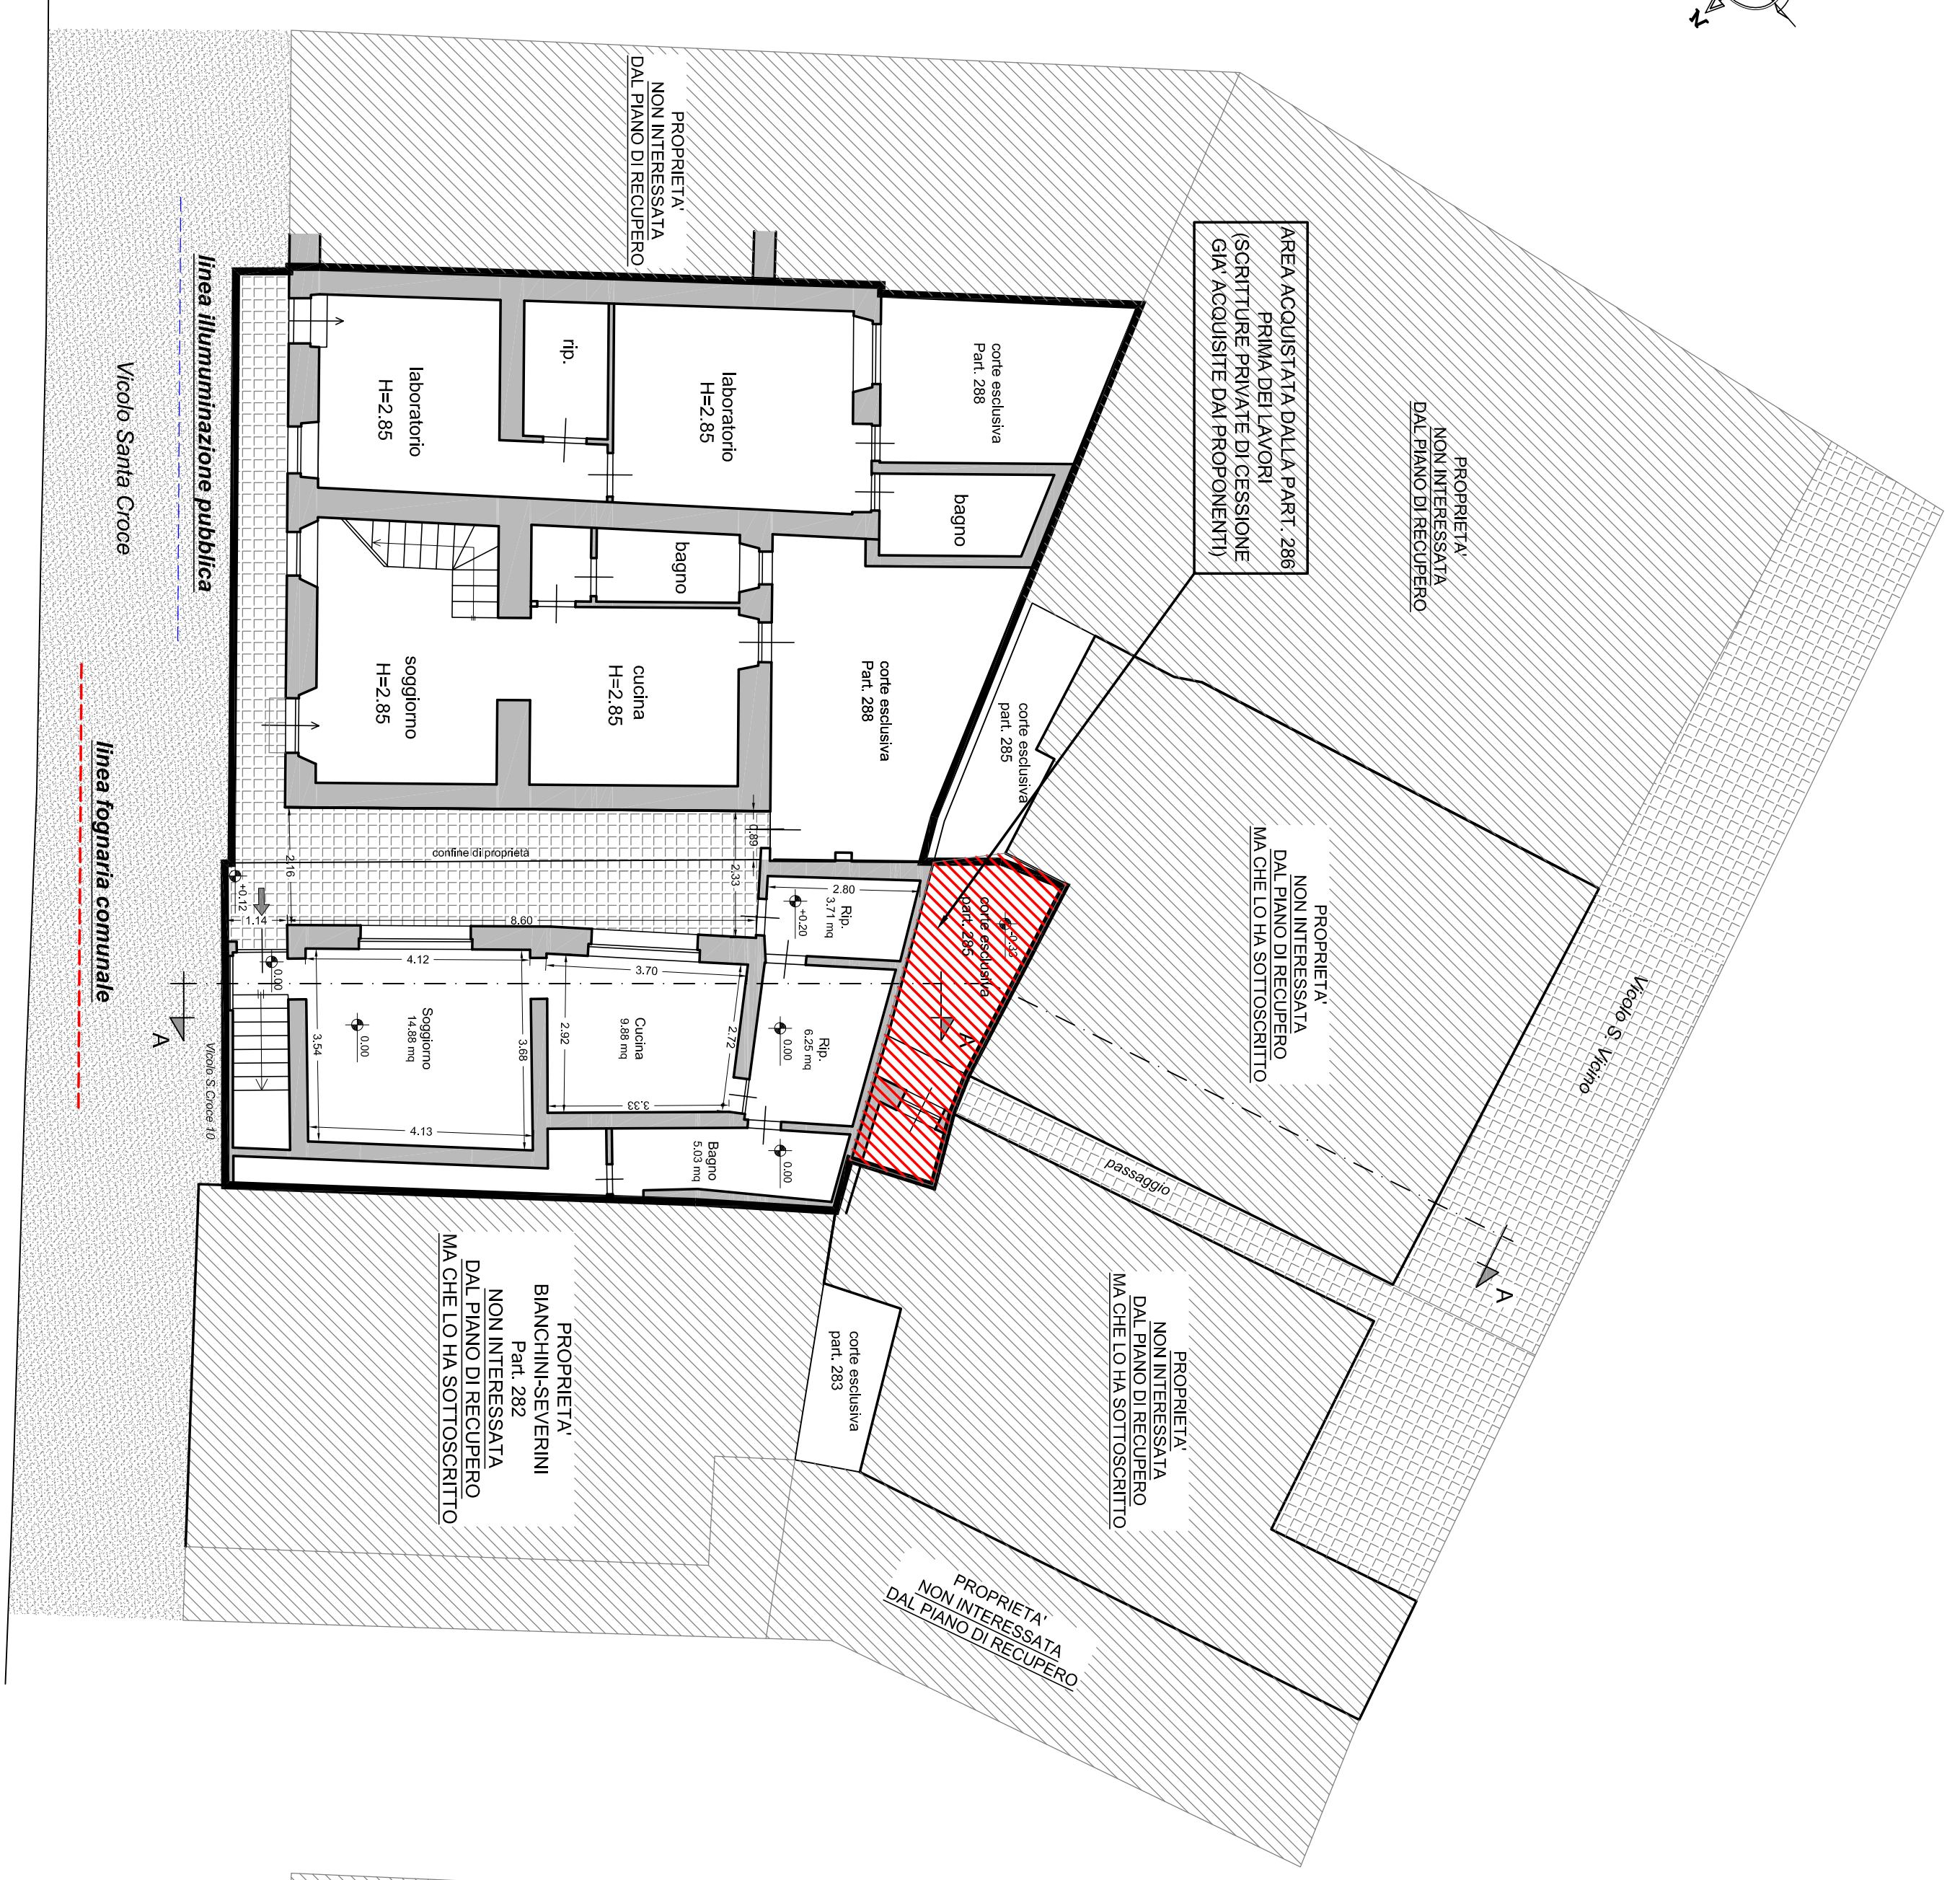 N
PROPRIETA'
NON INTERESSATA
DAL PIANO DI RECUPERO
AREA ACQUISTATA DALLA PART. 286
PRIMA DEI LAVORI
(SCRITTURE PRIVATE DI CESSIONE
GIA' ACQUISITE DAI PROPONENTI)
PROPRIETA'
NON INTERESSATA
DAL PIANO DI RECUPERO
Vicolo S. Vicino
PROPRIETA'
NON INTERESSATA
DAL PIANO DI RECUPERO
MA CHE LO HA SOTTOSCRITTO
corte esclusiva
Part. 288
bagno
laboratorio
H=2.85
rip.
laboratorio
H=2.85
linea illuminazione pubblica
Vicolo Santa Croce
corte esclusiva
part. 285
corte esclusiva
Part. 288
bagno
cucina
H=2.85
soggiorno
H=2.85
linea fognaria comunale
confine di proprietà
0.89
2.33
2.16
+0.12
1.14
8.60
2.80
Rip.
3.71 mq
+0.20
corte esclusiva
part. 285
-0.33
A
4.12
3.70
0.00
Soggiorno
14.88 mq
0.00
3.54
3.68
4.13
Cucina
9.88 mq
2.92
2.72
3.33
Rip.
6.25 mq
0.00
Bagno
5.03 mq
0.00
A
Vicolo S.Croce 10
passaggio
A
PROPRIETA'
NON INTERESSATA
DAL PIANO DI RECUPERO
MA CHE LO HA SOTTOSCRITTO
corte esclusiva
part. 283
PROPRIETA'
BIANCHINI-SEVERINI
Part. 282
NON INTERESSATA
DAL PIANO DI RECUPERO
MA CHE LO HA SOTTOSCRITTO
PROPRIETA'
NON INTERESSATA
DAL PIANO DI RECUPERO